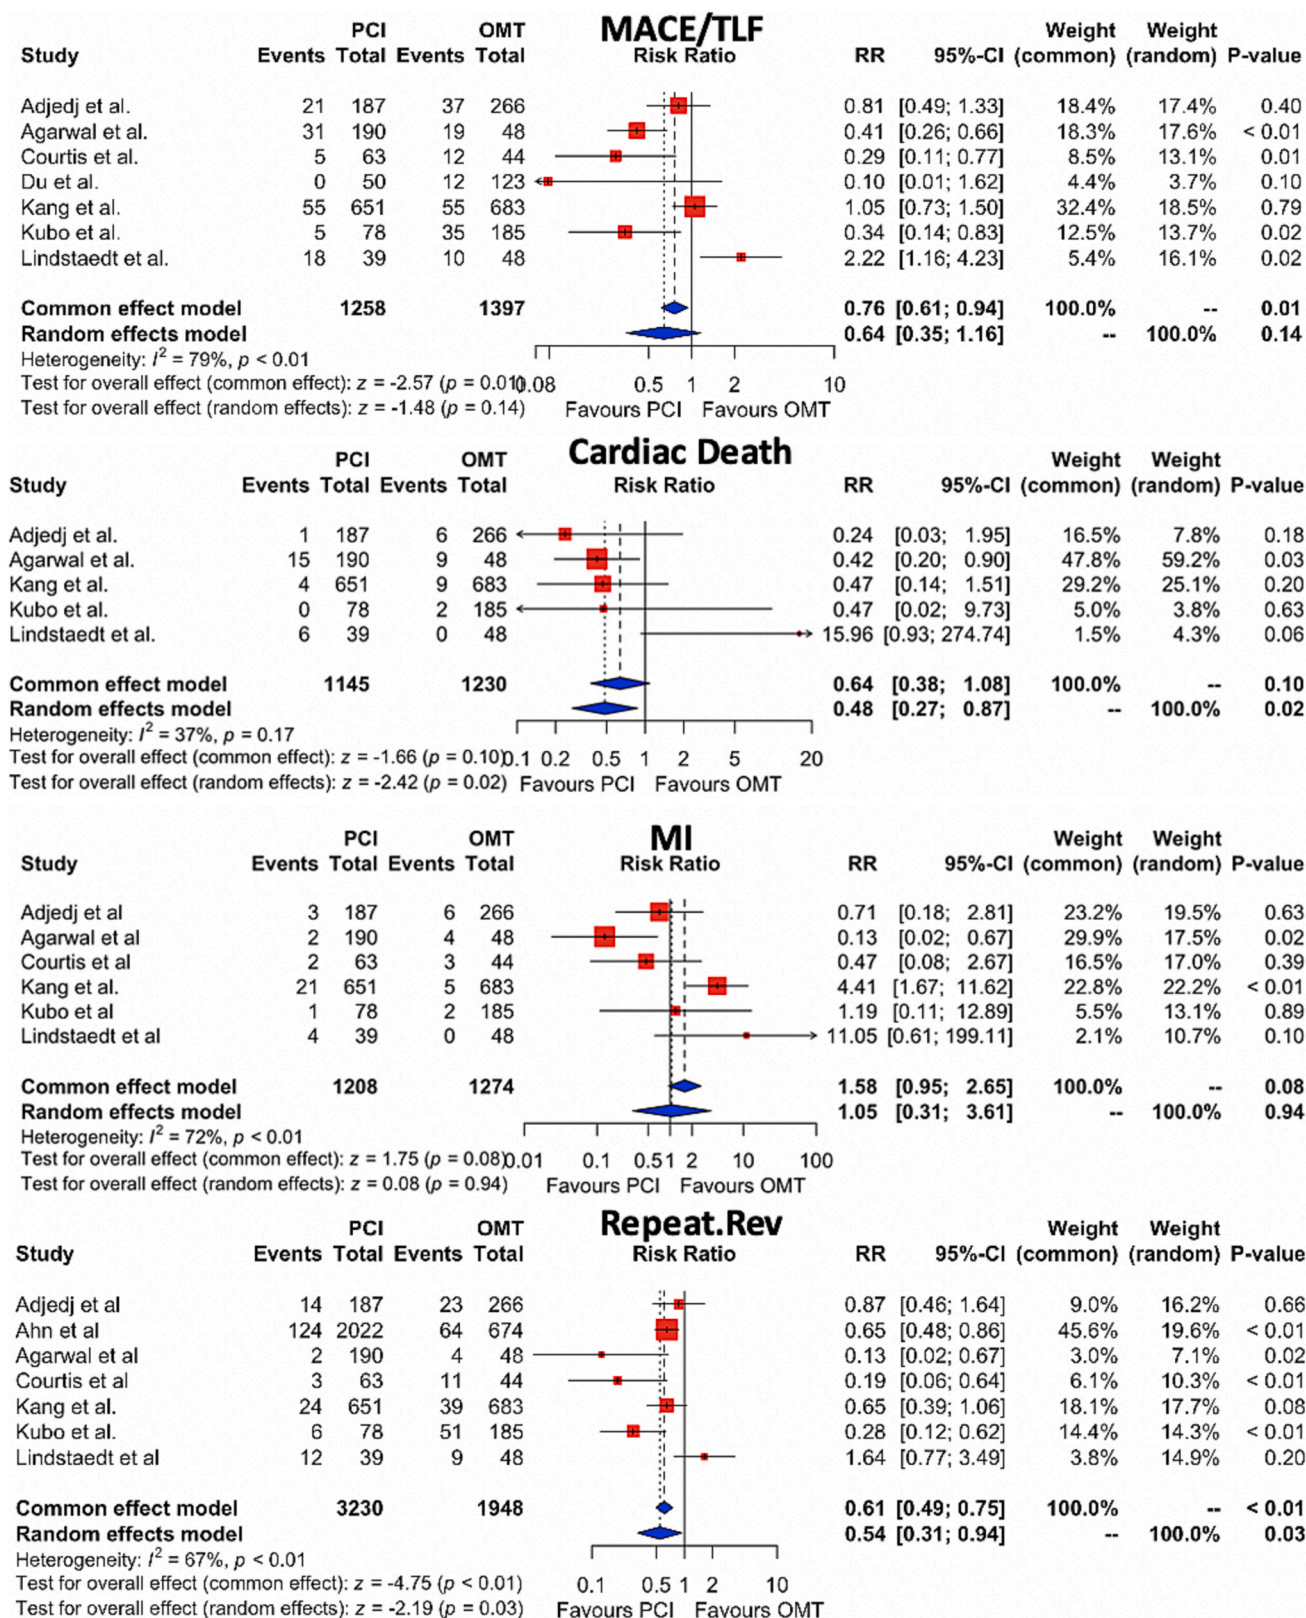 MACE/TLF
PCI OMT Weight Weight
Study Events Total Events Total Risk Ratio RR 95%-CI (common) (random) P-value
Adjedj et al. 21 187 37 266 0.81 [0.49; 1.33] 18.4% 17.4% 0.40
Agarwal et al. 31 190 19 48 0.41 [0.26; 0.66] 18.3% 17.6% < 0.01
Courtis et al. 5 63 12 44 0.29 [0.11; 0.77] 8.5% 13.1% 0.01
Du et al. 0 50 12 123 0.10 [0.01; 1.62] 4.4% 3.7% 0.10
Kang et al. 55 651 55 683 1.05 [0.73; 1.50] 32.4% 18.5% 0.79
Kubo et al. 5 78 35 185 0.34 [0.14; 0.83] 12.5% 13.7% 0.02
Lindstaedt et al. 18 39 10 48 2.22 [1.16; 4.23] 5.4% 16.1% 0.02
Common effect model 1258 1397 0.76 [0.61; 0.94] 100.0% -- 0.01
Random effects model 0.64 [0.35; 1.16] -- 100.0% 0.14
Heterogeneity: I² = 79%, p < 0.01
Test for overall effect (common effect): z = -2.57 (p = 0.01) 0.08 0.5 1 2 10
Test for overall effect (random effects): z = -1.48 (p = 0.14) Favours PCI Favours OMT
Cardiac Death
PCI OMT Weight Weight
Study Events Total Events Total Risk Ratio RR 95%-CI (common) (random) P-value
Adjedj et al. 1 187 6 266 0.24 [0.03; 1.95] 16.5% 7.8% 0.18
Agarwal et al. 15 190 9 48 0.42 [0.20; 0.90] 47.8% 59.2% 0.03
Kang et al. 4 651 9 683 0.47 [0.14; 1.51] 29.2% 25.1% 0.20
Kubo et al. 0 78 2 185 0.47 [0.02; 9.73] 5.0% 3.8% 0.63
Lindstaedt et al. 6 39 0 48 15.96 [0.93; 274.74] 1.5% 4.3% 0.06
Common effect model 1145 1230 0.64 [0.38; 1.08] 100.0% -- 0.10
Random effects model 0.48 [0.27; 0.87] -- 100.0% 0.02
Heterogeneity: I² = 37%, p = 0.17
Test for overall effect (common effect): z = -1.66 (p = 0.10) 0.1 0.2 0.5 1 2 5 20
Test for overall effect (random effects): z = -2.42 (p = 0.02) Favours PCI Favours OMT
MI
PCI OMT Weight Weight
Study Events Total Events Total Risk Ratio RR 95%-CI (common) (random) P-value
Adjedj et al 3 187 6 266 0.71 [0.18; 2.81] 23.2% 19.5% 0.63
Agarwal et al 2 190 4 48 0.13 [0.02; 0.67] 29.9% 17.5% 0.02
Courtis et al 2 63 3 44 0.47 [0.08; 2.67] 16.5% 17.0% 0.39
Kang et al. 21 651 5 683 4.41 [1.67; 11.62] 22.8% 22.2% < 0.01
Kubo et al 1 78 2 185 1.19 [0.11; 12.89] 5.5% 13.1% 0.89
Lindstaedt et al 4 39 0 48 11.05 [0.61; 199.11] 2.1% 10.7% 0.10
Common effect model 1208 1274 1.58 [0.95; 2.65] 100.0% -- 0.08
Random effects model 1.05 [0.31; 3.61] -- 100.0% 0.94
Heterogeneity: I² = 72%, p < 0.01
Test for overall effect (common effect): z = 1.75 (p = 0.08) 0.01 0.1 0.5 1 2 10 100
Test for overall effect (random effects): z = 0.08 (p = 0.94) Favours PCI Favours OMT
Repeat.Rev
PCI OMT Weight Weight
Study Events Total Events Total Risk Ratio RR 95%-CI (common) (random) P-value
Adjedj et al 14 187 23 266 0.87 [0.46; 1.64] 9.0% 16.2% 0.66
Ahn et al 124 2022 64 674 0.65 [0.48; 0.86] 45.6% 19.6% < 0.01
Agarwal et al 2 190 4 48 0.13 [0.02; 0.67] 3.0% 7.1% 0.02
Courtis et al 3 63 11 44 0.19 [0.06; 0.64] 6.1% 10.3% < 0.01
Kang et al. 24 651 39 683 0.65 [0.39; 1.06] 18.1% 17.7% 0.08
Kubo et al. 6 78 51 185 0.28 [0.12; 0.62] 14.4% 14.3% < 0.01
Lindstaedt et al 12 39 9 48 1.64 [0.77; 3.49] 3.8% 14.9% 0.20
Common effect model 3230 1948 0.61 [0.49; 0.75] 100.0% -- < 0.01
Random effects model 0.54 [0.31; 0.94] -- 100.0% 0.03
Heterogeneity: I² = 67%, p < 0.01
Test for overall effect (common effect): z = -4.75 (p < 0.01) 0.1 0.5 1 2 10
Test for overall effect (random effects): z = -2.19 (p = 0.03) Favours PCI Favours OMT